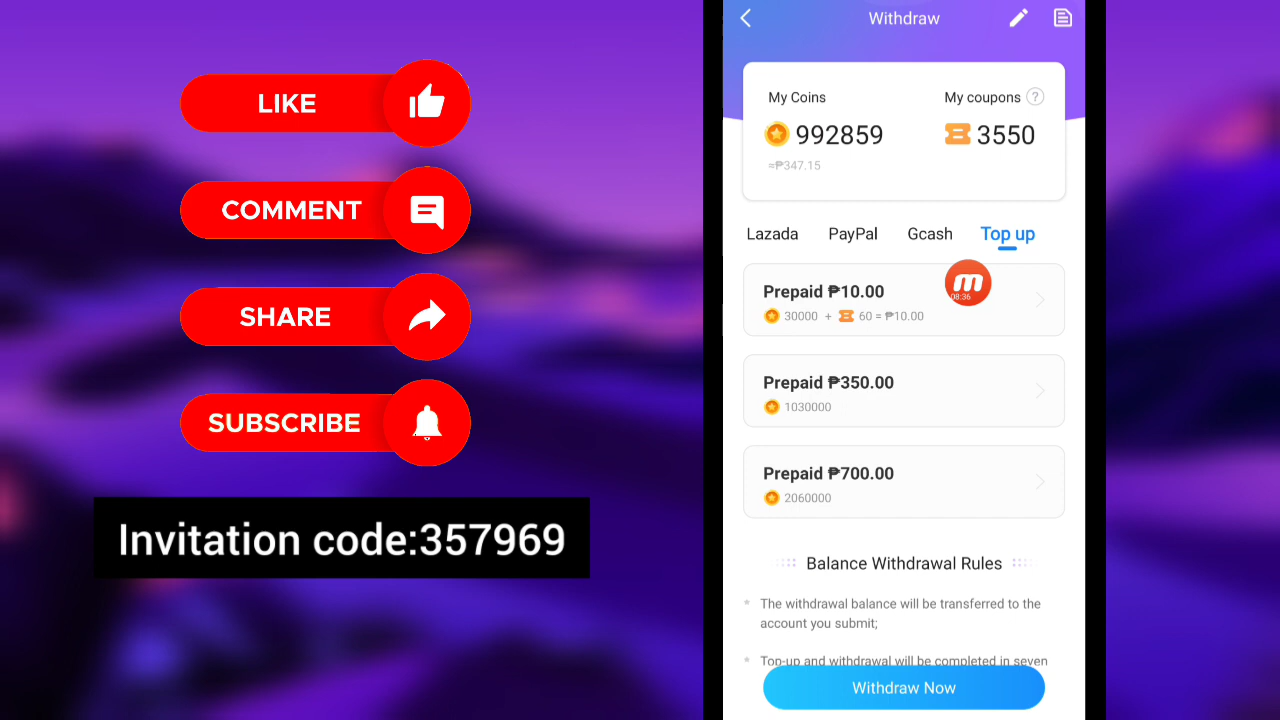 LIKE
COMMENT
SHARE
SUBSCRIBE
Invitation code:357969
Withdraw
My Coins
My coupons ?
992859
3550
≈₱347.15
Lazada PayPal Gcash Top up
m
08:36
Prepaid ₱10.00
30000 + 60 = ₱10.00
Prepaid ₱350.00
1030000
Prepaid ₱700.00
2060000
Balance Withdrawal Rules
* The withdrawal balance will be transferred to the
account you submit;
* Top-up and withdrawal will be completed in seven
Withdraw Now